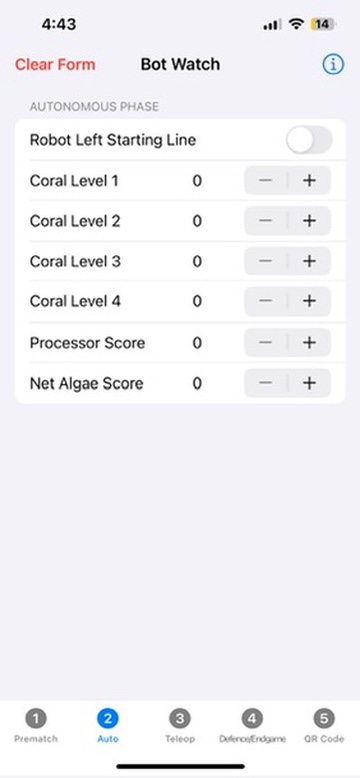 4:43 14
Clear Form Bot Watch
AUTONOMOUS PHASE
Robot Left Starting Line
Coral Level 1 0 − +
Coral Level 2 0 − +
Coral Level 3 0 − +
Coral Level 4 0 − +
Processor Score 0 − +
Net Algae Score 0 − +
1 2 3 4 5
Prematch Auto Teleop Defence/Endgame QR Code